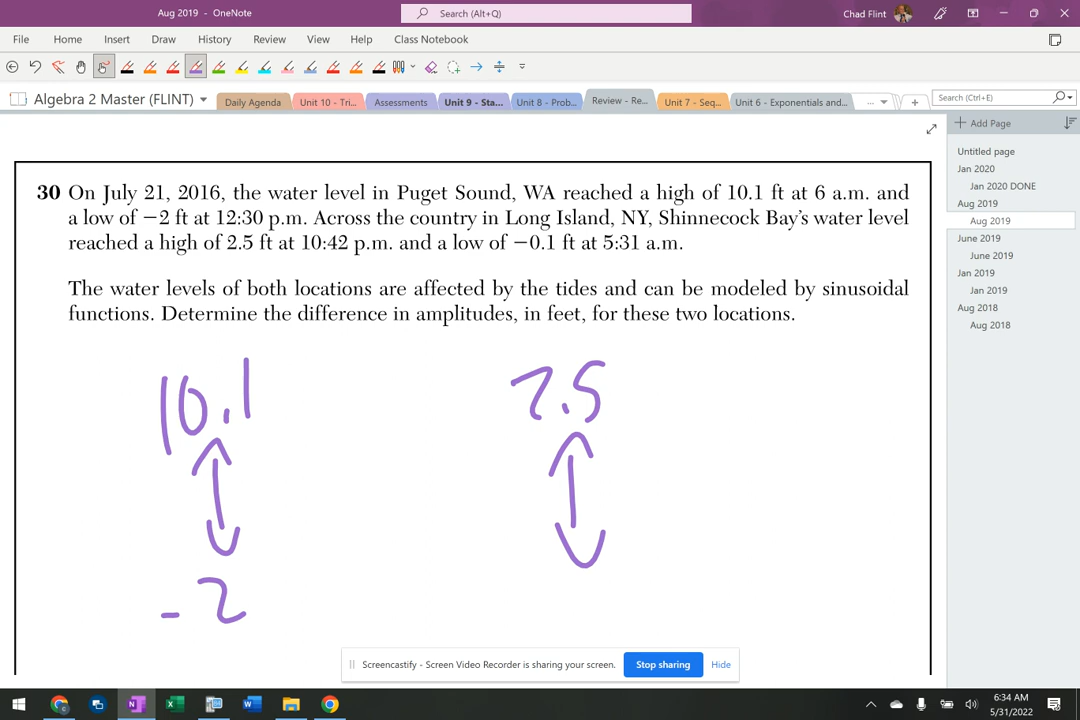 Aug 2019 - OneNote
Search (Alt+Q)
Chad Flint
File Home Insert Draw History Review View Help Class Notebook
Algebra 2 Master (FLINT)
Daily Agenda
Unit 10 - Tri...
Assessments
Unit 9 - Sta...
Unit 8 - Prob...
Review - Re...
Unit 7 - Seq...
Unit 6 - Exponentials and...
...
Search (Ctrl+E)
Add Page
Untitled page
Jan 2020
Jan 2020 DONE
Aug 2019
Aug 2019
June 2019
June 2019
Jan 2019
Jan 2019
Aug 2018
Aug 2018
30 On July 21, 2016, the water level in Puget Sound, WA reached a high of 10.1 ft at 6 a.m. and
a low of −2 ft at 12:30 p.m. Across the country in Long Island, NY, Shinnecock Bay's water level
reached a high of 2.5 ft at 10:42 p.m. and a low of −0.1 ft at 5:31 a.m.
The water levels of both locations are affected by the tides and can be modeled by sinusoidal
functions. Determine the difference in amplitudes, in feet, for these two locations.
10.1 2.5
-2
Screencastify - Screen Video Recorder is sharing your screen.
Stop sharing
Hide
6:34 AM
5/31/2022